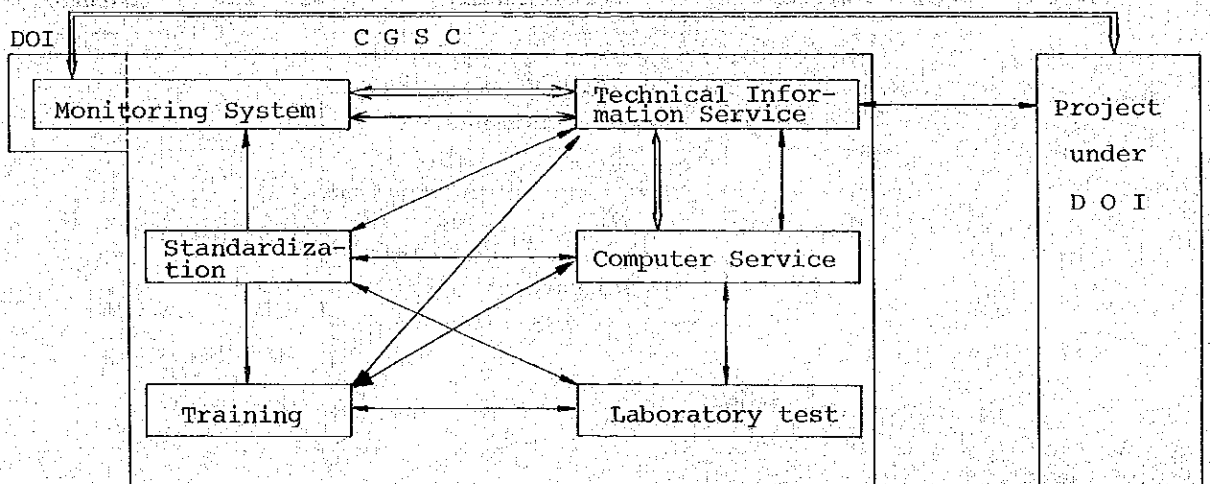 DOI
C G S C
Monitoring System
Technical Infor-
mation Service
Project
under
D O I
Standardiza-
tion
Computer Service
Training
Laboratory test